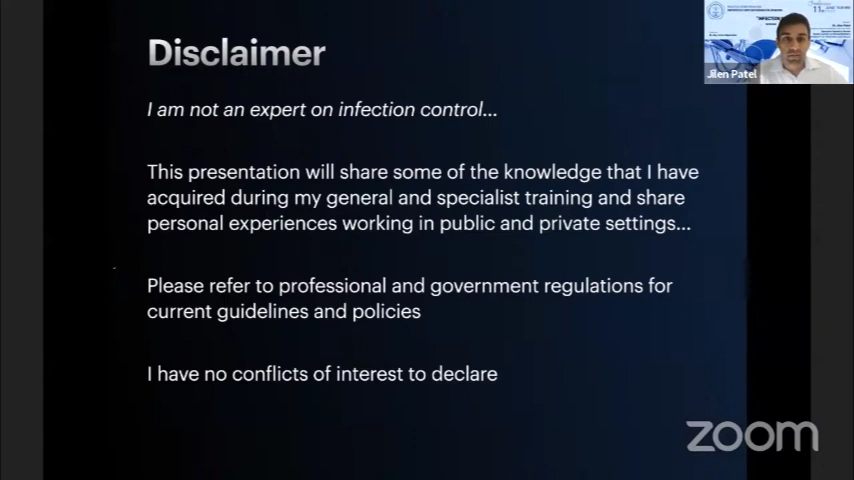 Disclaimer
I am not an expert on infection control...
This presentation will share some of the knowledge that I have
acquired during my general and specialist training and share
personal experiences working in public and private settings...
Please refer to professional and government regulations for
current guidelines and policies
I have no conflicts of interest to declare
Jilen Patel
zoom